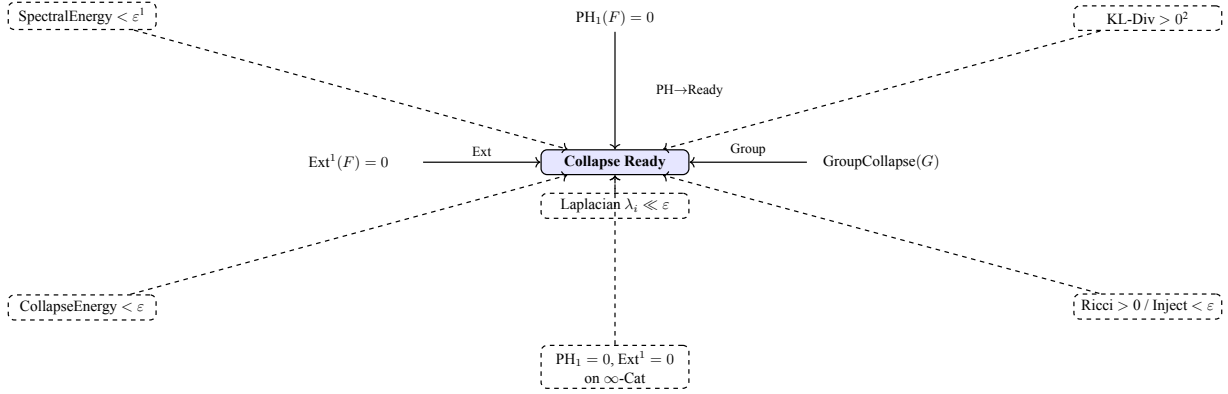 SpectralEnergy < ε¹
PH₁(F) = 0
KL-Div > 0²
PH→Ready
Ext¹(F) = 0
Ext
Collapse Ready
Group
GroupCollapse(G)
Laplacian λᵢ ≪ ε
CollapseEnergy < ε
Ricci > 0 / Inject < ε
PH₁ = 0, Ext¹ = 0
on ∞-Cat